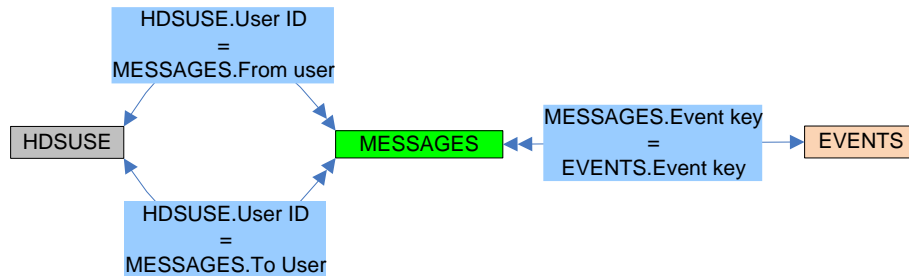 HDSUSE.User ID
=
MESSAGES.From user
HDSUSE
MESSAGES
MESSAGES.Event key
=
EVENTS.Event key
EVENTS
HDSUSE.User ID
=
MESSAGES.To User